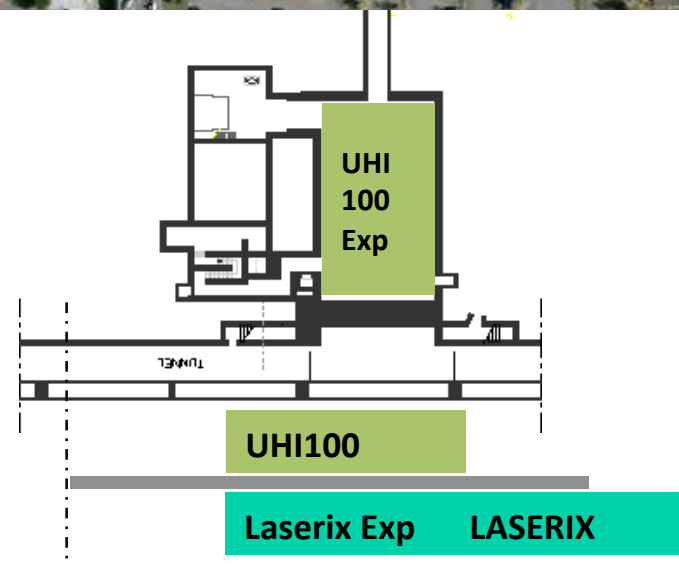 UHI
100
Exp
TUNNEL
UHI100
Laserix Exp LASERIX